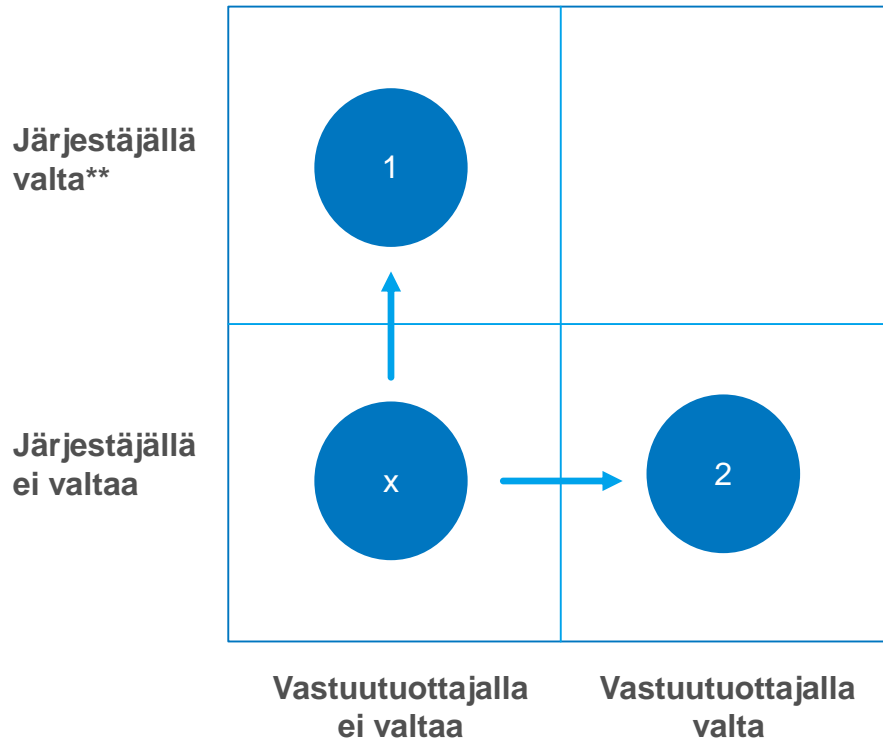 Järjestäjällä
valta**
1
Järjestäjällä
ei valtaa
x
2
Vastuutuottajalla
ei valtaa
Vastuutuottajalla
valta